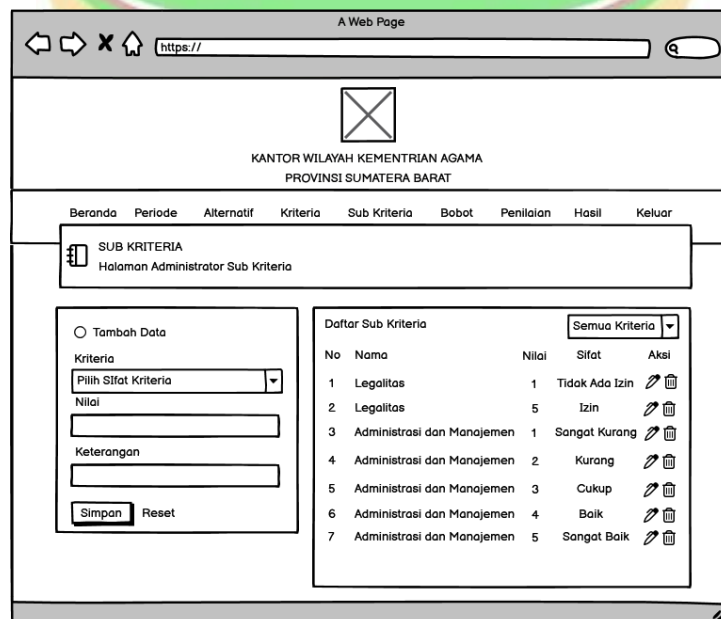 A Web Page
https://
KANTOR WILAYAH KEMENTRIAN AGAMA
PROVINSI SUMATERA BARAT
Beranda Periode Alternatif Kriteria Sub Kriteria Bobot Penilaian Hasil Keluar
SUB KRITERIA
Halaman Administrator Sub Kriteria
Tambah Data
Kriteria
Pilih SIfat Kriteria
Nilai
Keterangan
Simpan Reset
Daftar Sub Kriteria Semua Kriteria
No Nama Nilai Sifat Aksi
1 Legalitas 1 Tidak Ada Izin
2 Legalitas 5 Izin
3 Administrasi dan Manajemen 1 Sangat Kurang
4 Administrasi dan Manajemen 2 Kurang
5 Administrasi dan Manajemen 3 Cukup
6 Administrasi dan Manajemen 4 Baik
7 Administrasi dan Manajemen 5 Sangat Baik